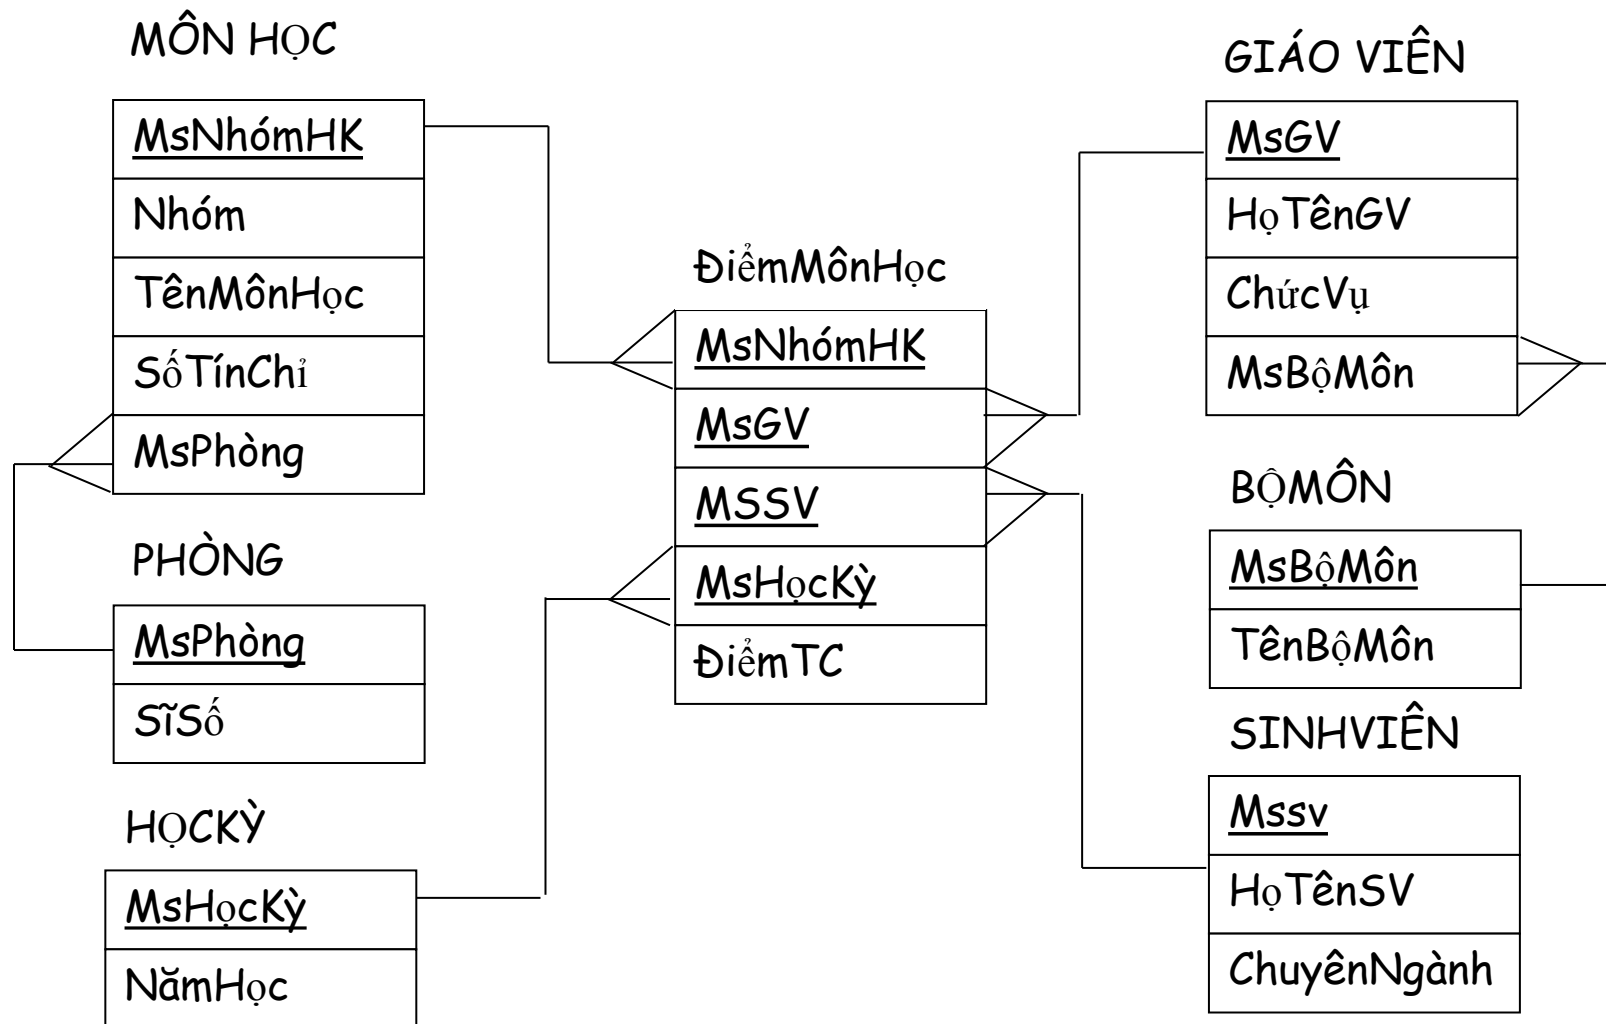 MÔN HỌC
MsNhómHK
Nhóm
TênMônHọc
SốTínChỉ
MsPhòng
PHÒNG
MsPhòng
SĩSố
HỌCKỲ
MsHọcKỳ
NămHọc
ĐiểmMônHọc
MsNhómHK
MsGV
MSSV
MsHọcKỳ
ĐiểmTC
GIÁO VIÊN
MsGV
HọTênGV
ChứcVụ
MsBộMôn
BỘMÔN
MsBộMôn
TênBộMôn
SINHVIÊN
Mssv
HọTênSV
ChuyênNgành